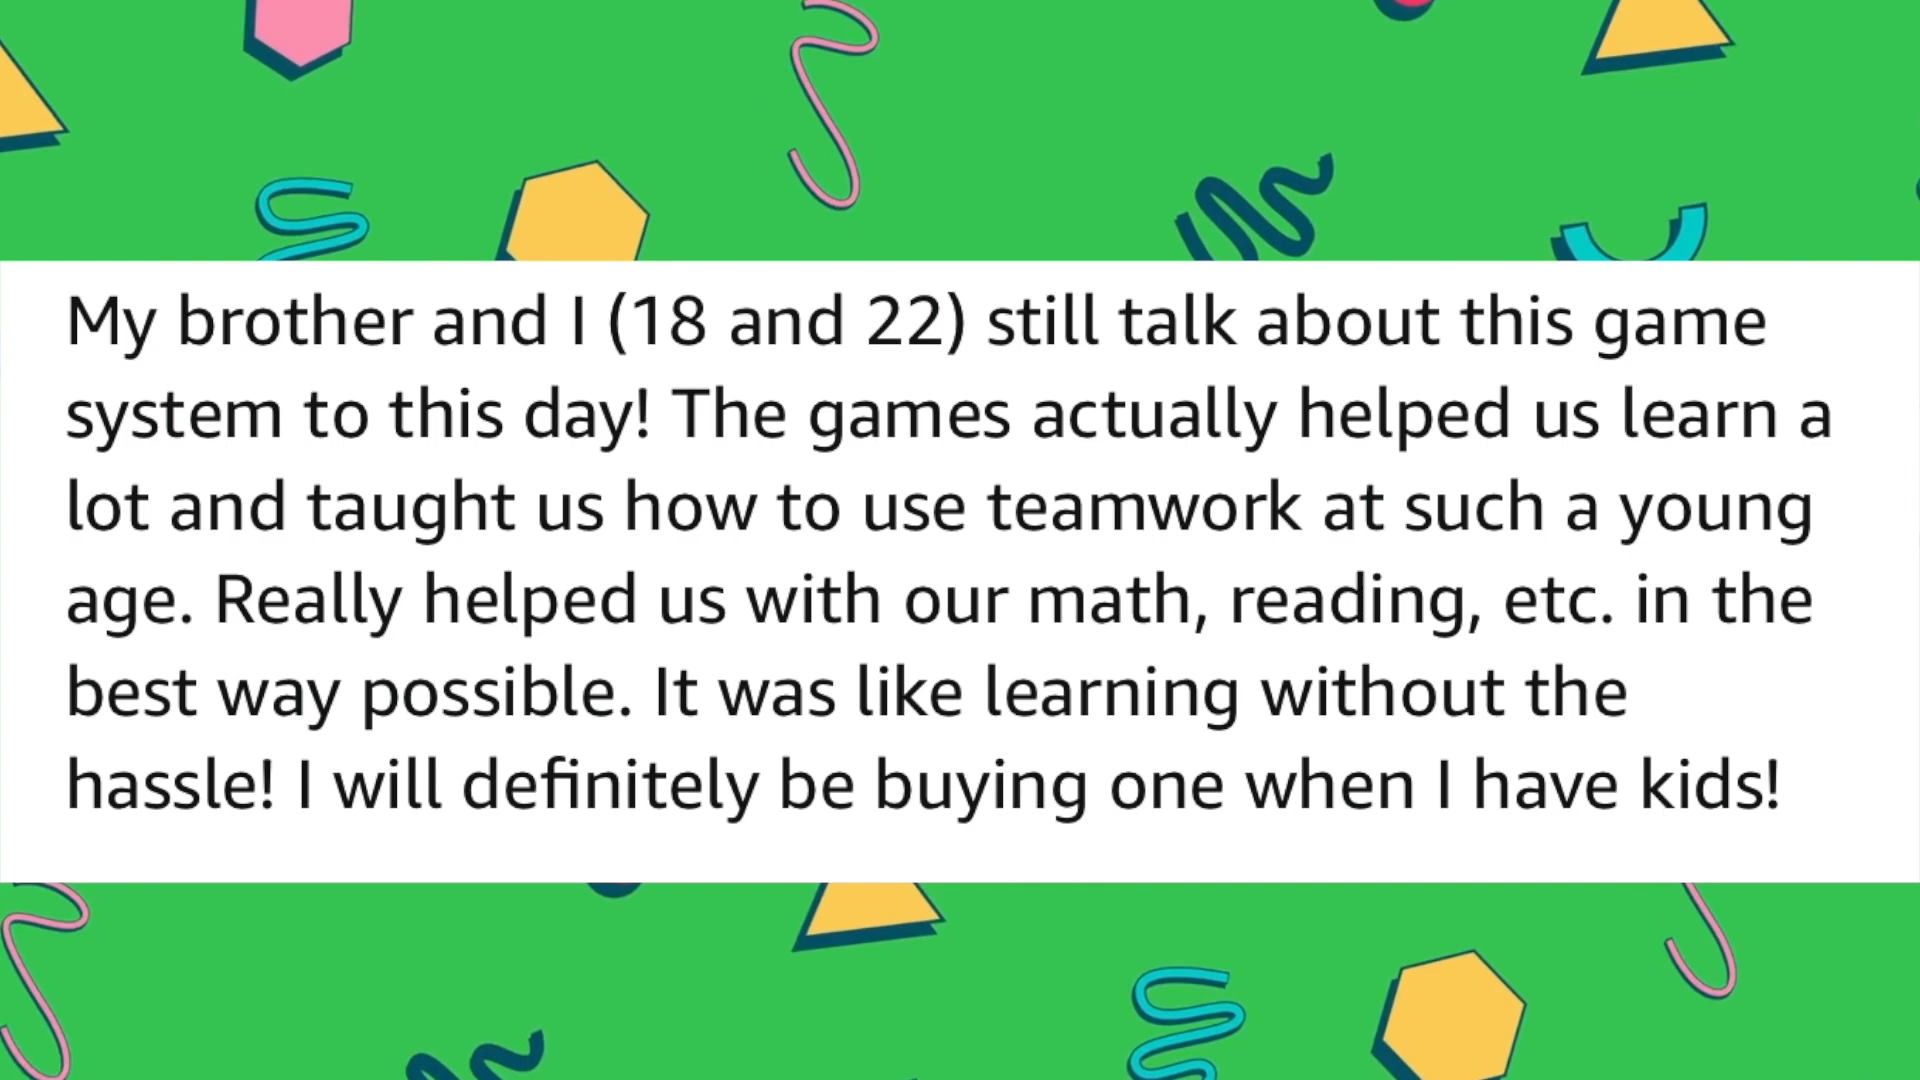 My brother and I (18 and 22) still talk about this game
system to this day! The games actually helped us learn a
lot and taught us how to use teamwork at such a young
age. Really helped us with our math, reading, etc. in the
best way possible. It was like learning without the
hassle! I will definitely be buying one when I have kids!